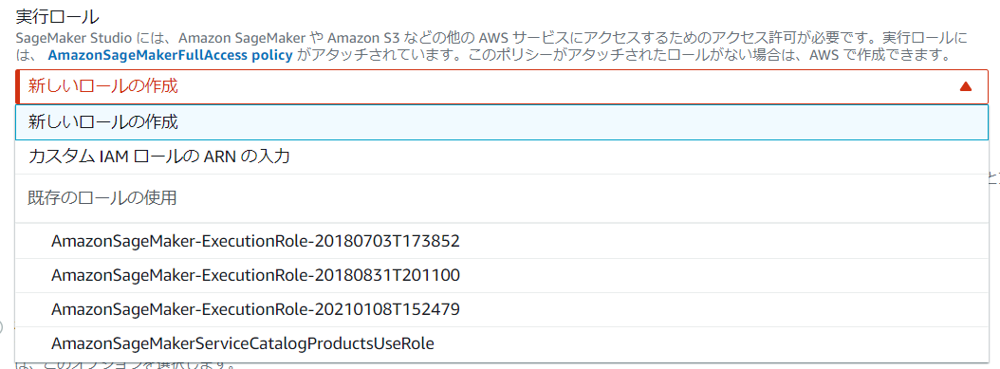 実行ロール
SageMaker Studio には、Amazon SageMaker や Amazon S3 などの他の AWS サービスにアクセスするためのアクセス許可が必要です。実行ロールに
は、 AmazonSageMakerFullAccess policy がアタッチされています。このポリシーがアタッチされたロールがない場合は、AWS で作成できます。
新しいロールの作成
新しいロールの作成
カスタム IAM ロールの ARN の入力
既存のロールの使用
AmazonSageMaker-ExecutionRole-20180703T173852
AmazonSageMaker-ExecutionRole-20180831T201100
AmazonSageMaker-ExecutionRole-20210108T152479
AmazonSageMakerServiceCatalogProductsUseRole
は、このオプションを選択します。